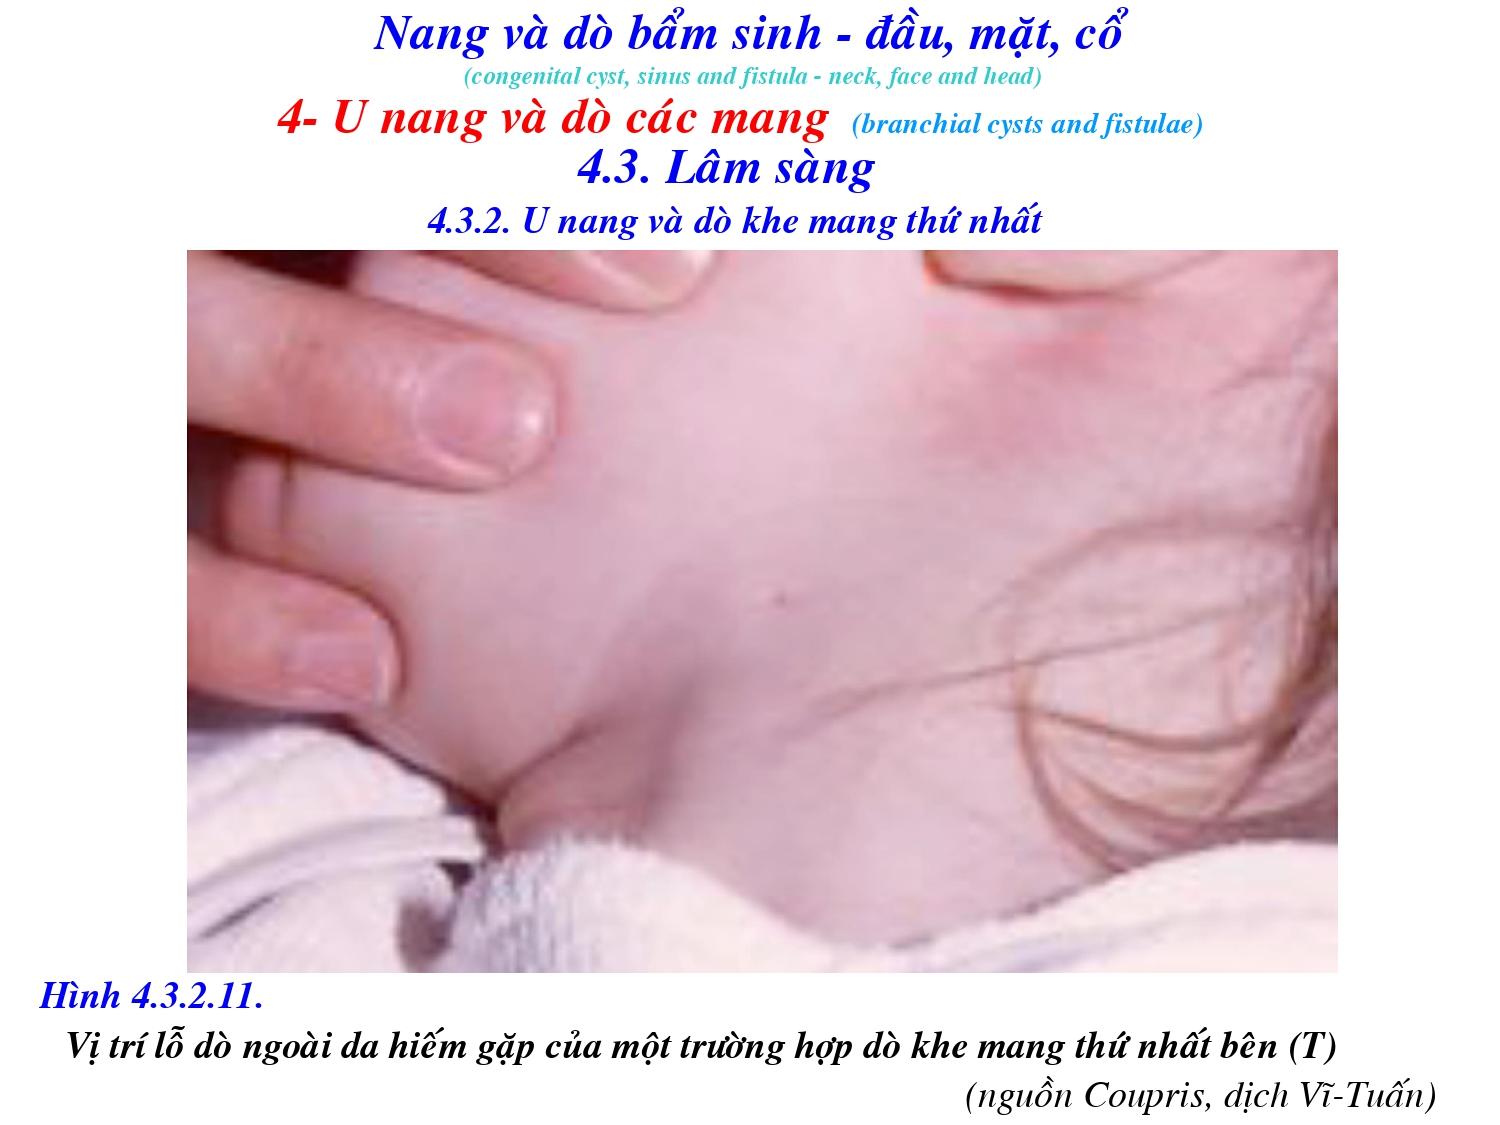 Nang và dò bẩm sinh - đầu, mặt, cổ
(congenital cyst, sinus and fistula - neck, face and head)
4- U nang và dò các mang (branchial cysts and fistulae)
4.3. Lâm sàng
4.3.2. U nang và dò khe mang thứ nhất
Hình 4.3.2.11.
Vị trí lỗ dò ngoài da hiếm gặp của một trường hợp dò khe mang thứ nhất bên (T)
(nguồn Coupris, dịch Vĩ-Tuấn)